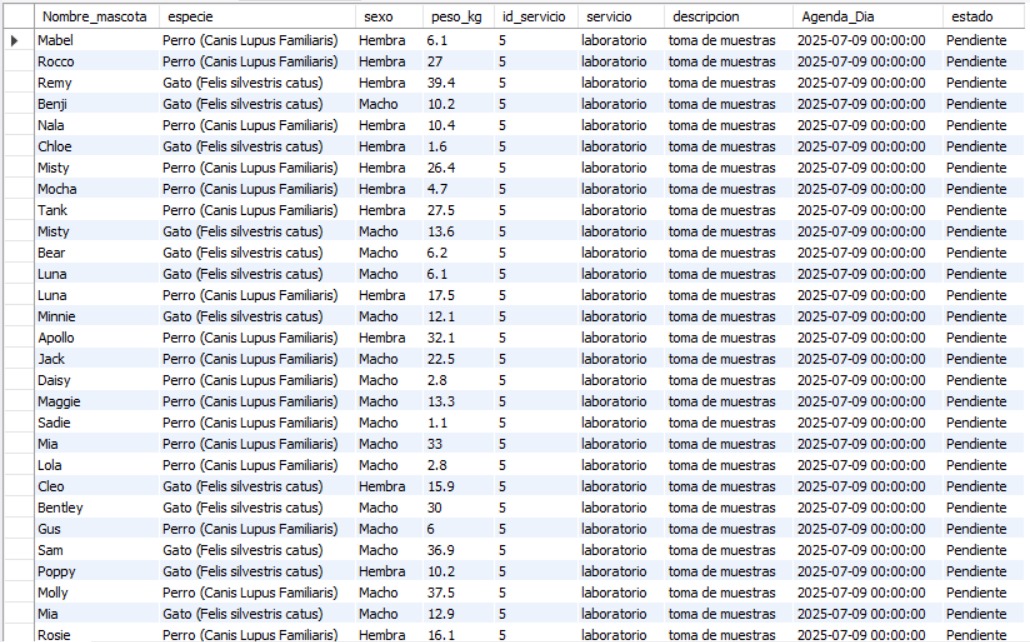 Nombre_mascota especie sexo peso_kg id_servicio servicio descripcion Agenda_Dia estado
Mabel Perro (Canis Lupus Familiaris) Hembra 6.1 5 laboratorio toma de muestras 2025-07-09 00:00:00 Pendiente
Rocco Perro (Canis Lupus Familiaris) Hembra 27 5 laboratorio toma de muestras 2025-07-09 00:00:00 Pendiente
Remy Gato (Felis silvestris catus) Hembra 39.4 5 laboratorio toma de muestras 2025-07-09 00:00:00 Pendiente
Benji Gato (Felis silvestris catus) Macho 10.2 5 laboratorio toma de muestras 2025-07-09 00:00:00 Pendiente
Nala Perro (Canis Lupus Familiaris) Hembra 10.4 5 laboratorio toma de muestras 2025-07-09 00:00:00 Pendiente
Chloe Gato (Felis silvestris catus) Hembra 1.6 5 laboratorio toma de muestras 2025-07-09 00:00:00 Pendiente
Misty Perro (Canis Lupus Familiaris) Hembra 26.4 5 laboratorio toma de muestras 2025-07-09 00:00:00 Pendiente
Mocha Perro (Canis Lupus Familiaris) Hembra 4.7 5 laboratorio toma de muestras 2025-07-09 00:00:00 Pendiente
Tank Perro (Canis Lupus Familiaris) Hembra 27.5 5 laboratorio toma de muestras 2025-07-09 00:00:00 Pendiente
Misty Gato (Felis silvestris catus) Macho 13.6 5 laboratorio toma de muestras 2025-07-09 00:00:00 Pendiente
Bear Gato (Felis silvestris catus) Macho 6.2 5 laboratorio toma de muestras 2025-07-09 00:00:00 Pendiente
Luna Gato (Felis silvestris catus) Macho 6.1 5 laboratorio toma de muestras 2025-07-09 00:00:00 Pendiente
Luna Perro (Canis Lupus Familiaris) Hembra 17.5 5 laboratorio toma de muestras 2025-07-09 00:00:00 Pendiente
Minnie Gato (Felis silvestris catus) Macho 12.1 5 laboratorio toma de muestras 2025-07-09 00:00:00 Pendiente
Apollo Perro (Canis Lupus Familiaris) Hembra 32.1 5 laboratorio toma de muestras 2025-07-09 00:00:00 Pendiente
Jack Perro (Canis Lupus Familiaris) Macho 22.5 5 laboratorio toma de muestras 2025-07-09 00:00:00 Pendiente
Daisy Perro (Canis Lupus Familiaris) Macho 2.8 5 laboratorio toma de muestras 2025-07-09 00:00:00 Pendiente
Maggie Perro (Canis Lupus Familiaris) Macho 13.3 5 laboratorio toma de muestras 2025-07-09 00:00:00 Pendiente
Sadie Perro (Canis Lupus Familiaris) Macho 1.1 5 laboratorio toma de muestras 2025-07-09 00:00:00 Pendiente
Mia Perro (Canis Lupus Familiaris) Macho 33 5 laboratorio toma de muestras 2025-07-09 00:00:00 Pendiente
Lola Perro (Canis Lupus Familiaris) Macho 2.8 5 laboratorio toma de muestras 2025-07-09 00:00:00 Pendiente
Cleo Gato (Felis silvestris catus) Hembra 15.9 5 laboratorio toma de muestras 2025-07-09 00:00:00 Pendiente
Bentley Gato (Felis silvestris catus) Macho 30 5 laboratorio toma de muestras 2025-07-09 00:00:00 Pendiente
Gus Perro (Canis Lupus Familiaris) Macho 6 5 laboratorio toma de muestras 2025-07-09 00:00:00 Pendiente
Sam Gato (Felis silvestris catus) Macho 36.9 5 laboratorio toma de muestras 2025-07-09 00:00:00 Pendiente
Poppy Gato (Felis silvestris catus) Hembra 10.2 5 laboratorio toma de muestras 2025-07-09 00:00:00 Pendiente
Molly Perro (Canis Lupus Familiaris) Macho 37.5 5 laboratorio toma de muestras 2025-07-09 00:00:00 Pendiente
Mia Gato (Felis silvestris catus) Macho 12.9 5 laboratorio toma de muestras 2025-07-09 00:00:00 Pendiente
Rosie Perro (Canis Lupus Familiaris) Hembra 16.1 5 laboratorio toma de muestras 2025-07-09 00:00:00 Pendiente